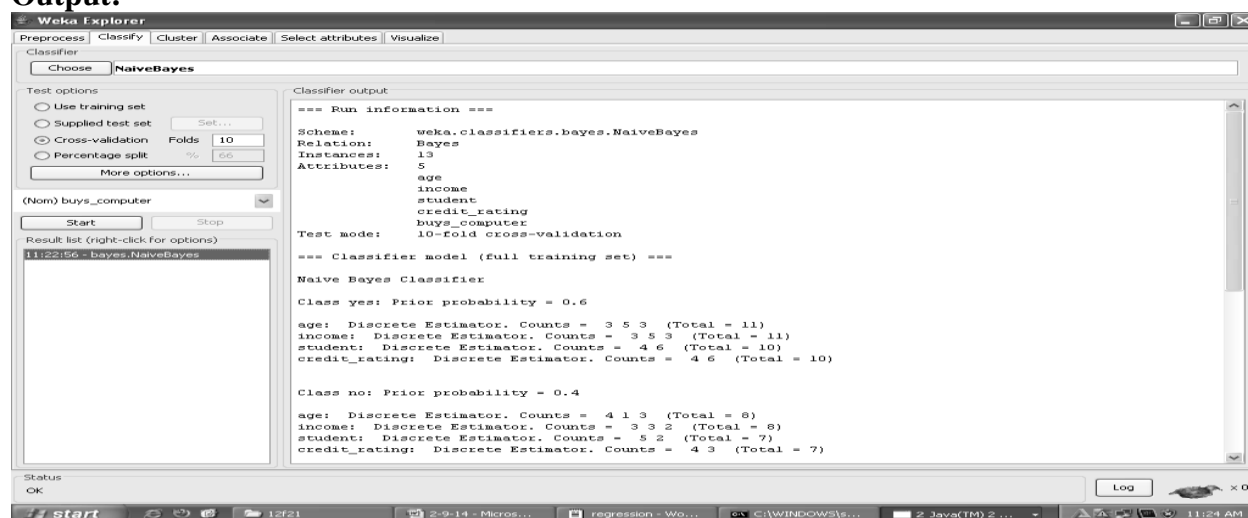 Output:
Weka Explorer
Preprocess Classify Cluster Associate Select attributes Visualize
Classifier
Choose NaiveBayes
Test options
Use training set
Supplied test set Set...
Cross-validation Folds 10
Percentage split % 66
More options...
(Nom) buys_computer
Start Stop
Result list (right-click for options)
11:22:56 - bayes.NaiveBayes
Classifier output
=== Run information ===
Scheme: weka.classifiers.bayes.NaiveBayes
Relation: Bayes
Instances: 13
Attributes: 5
age
income
student
credit_rating
buys_computer
Test mode: 10-fold cross-validation
=== Classifier model (full training set) ===
Naive Bayes Classifier
Class yes: Prior probability = 0.6
age: Discrete Estimator. Counts = 3 5 3 (Total = 11)
income: Discrete Estimator. Counts = 3 5 3 (Total = 11)
student: Discrete Estimator. Counts = 4 6 (Total = 10)
credit_rating: Discrete Estimator. Counts = 4 6 (Total = 10)
Class no: Prior probability = 0.4
age: Discrete Estimator. Counts = 4 1 3 (Total = 8)
income: Discrete Estimator. Counts = 3 3 2 (Total = 8)
student: Discrete Estimator. Counts = 5 2 (Total = 7)
credit_rating: Discrete Estimator. Counts = 4 3 (Total = 7)
Status
OK
Log x 0
start 12f21 2-9-14 - Micros... regression - Wo... C:\WINDOWS\s... 2 Java(TM) 2 ... 11:24 AM